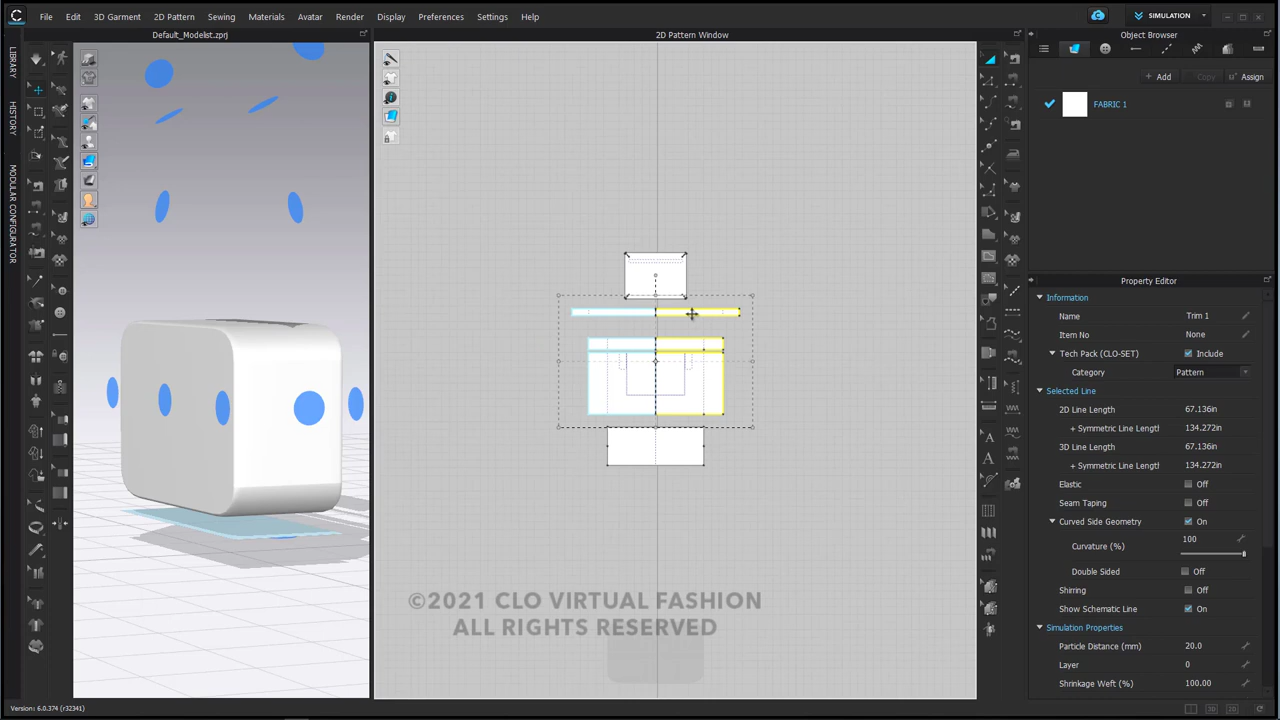 File Edit 3D Garment 2D Pattern Sewing Materials Avatar Render Display Preferences Settings Help
SIMULATION
Default_Modelist.zprj
2D Pattern Window
Object Browser
LIBRARY
HISTORY
MODULAR CONFIGURATOR
+ Add
Copy
Assign
FABRIC 1
Property Editor
Information
Name Trim 1
Item No None
Tech Pack (CLO-SET) Include
Category Pattern
Selected Line
2D Line Length 67.136in
+ Symmetric Line Lengtl 134.272in
3D Line Length 67.136in
+ Symmetric Line Lengtl 134.272in
Elastic Off
Seam Taping Off
Curved Side Geometry On
Curvature (%) 100
Double Sided Off
Shirring Off
Show Schematic Line On
Simulation Properties
Particle Distance (mm) 20.0
Layer 0
Shrinkage Weft (%) 100.00
©2021 CLO VIRTUAL FASHION
ALL RIGHTS RESERVED
Version: 6.0.374 (r32341)
3D
2D